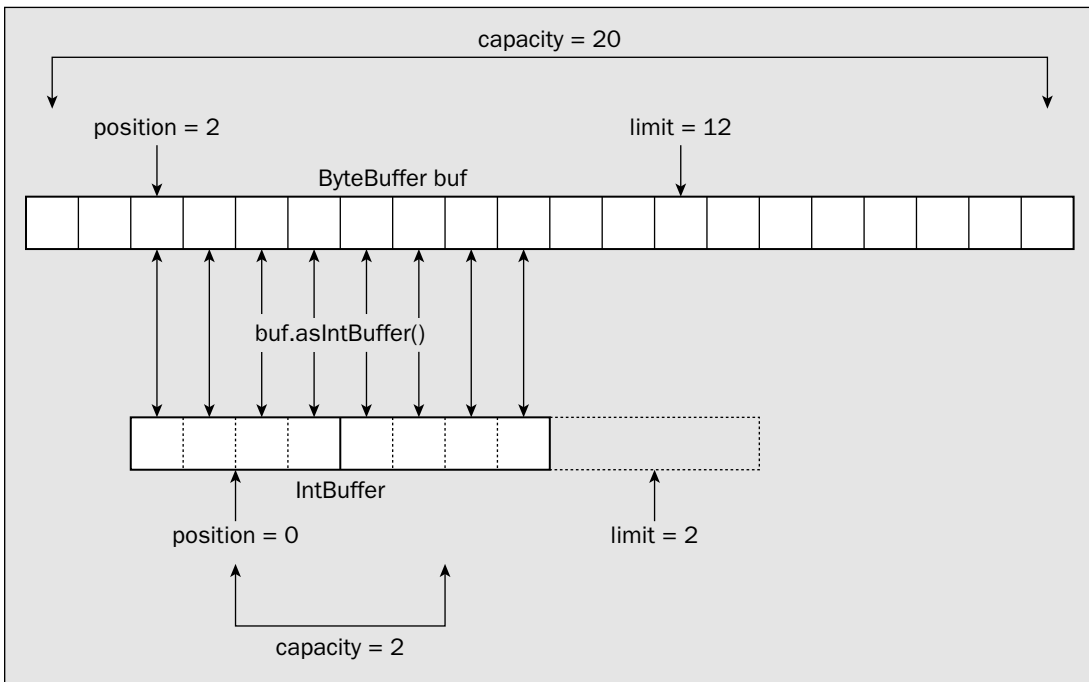 capacity = 20
position = 2
limit = 12
ByteBuffer buf
buf.asIntBuffer()
IntBuffer
position = 0
limit = 2
capacity = 2